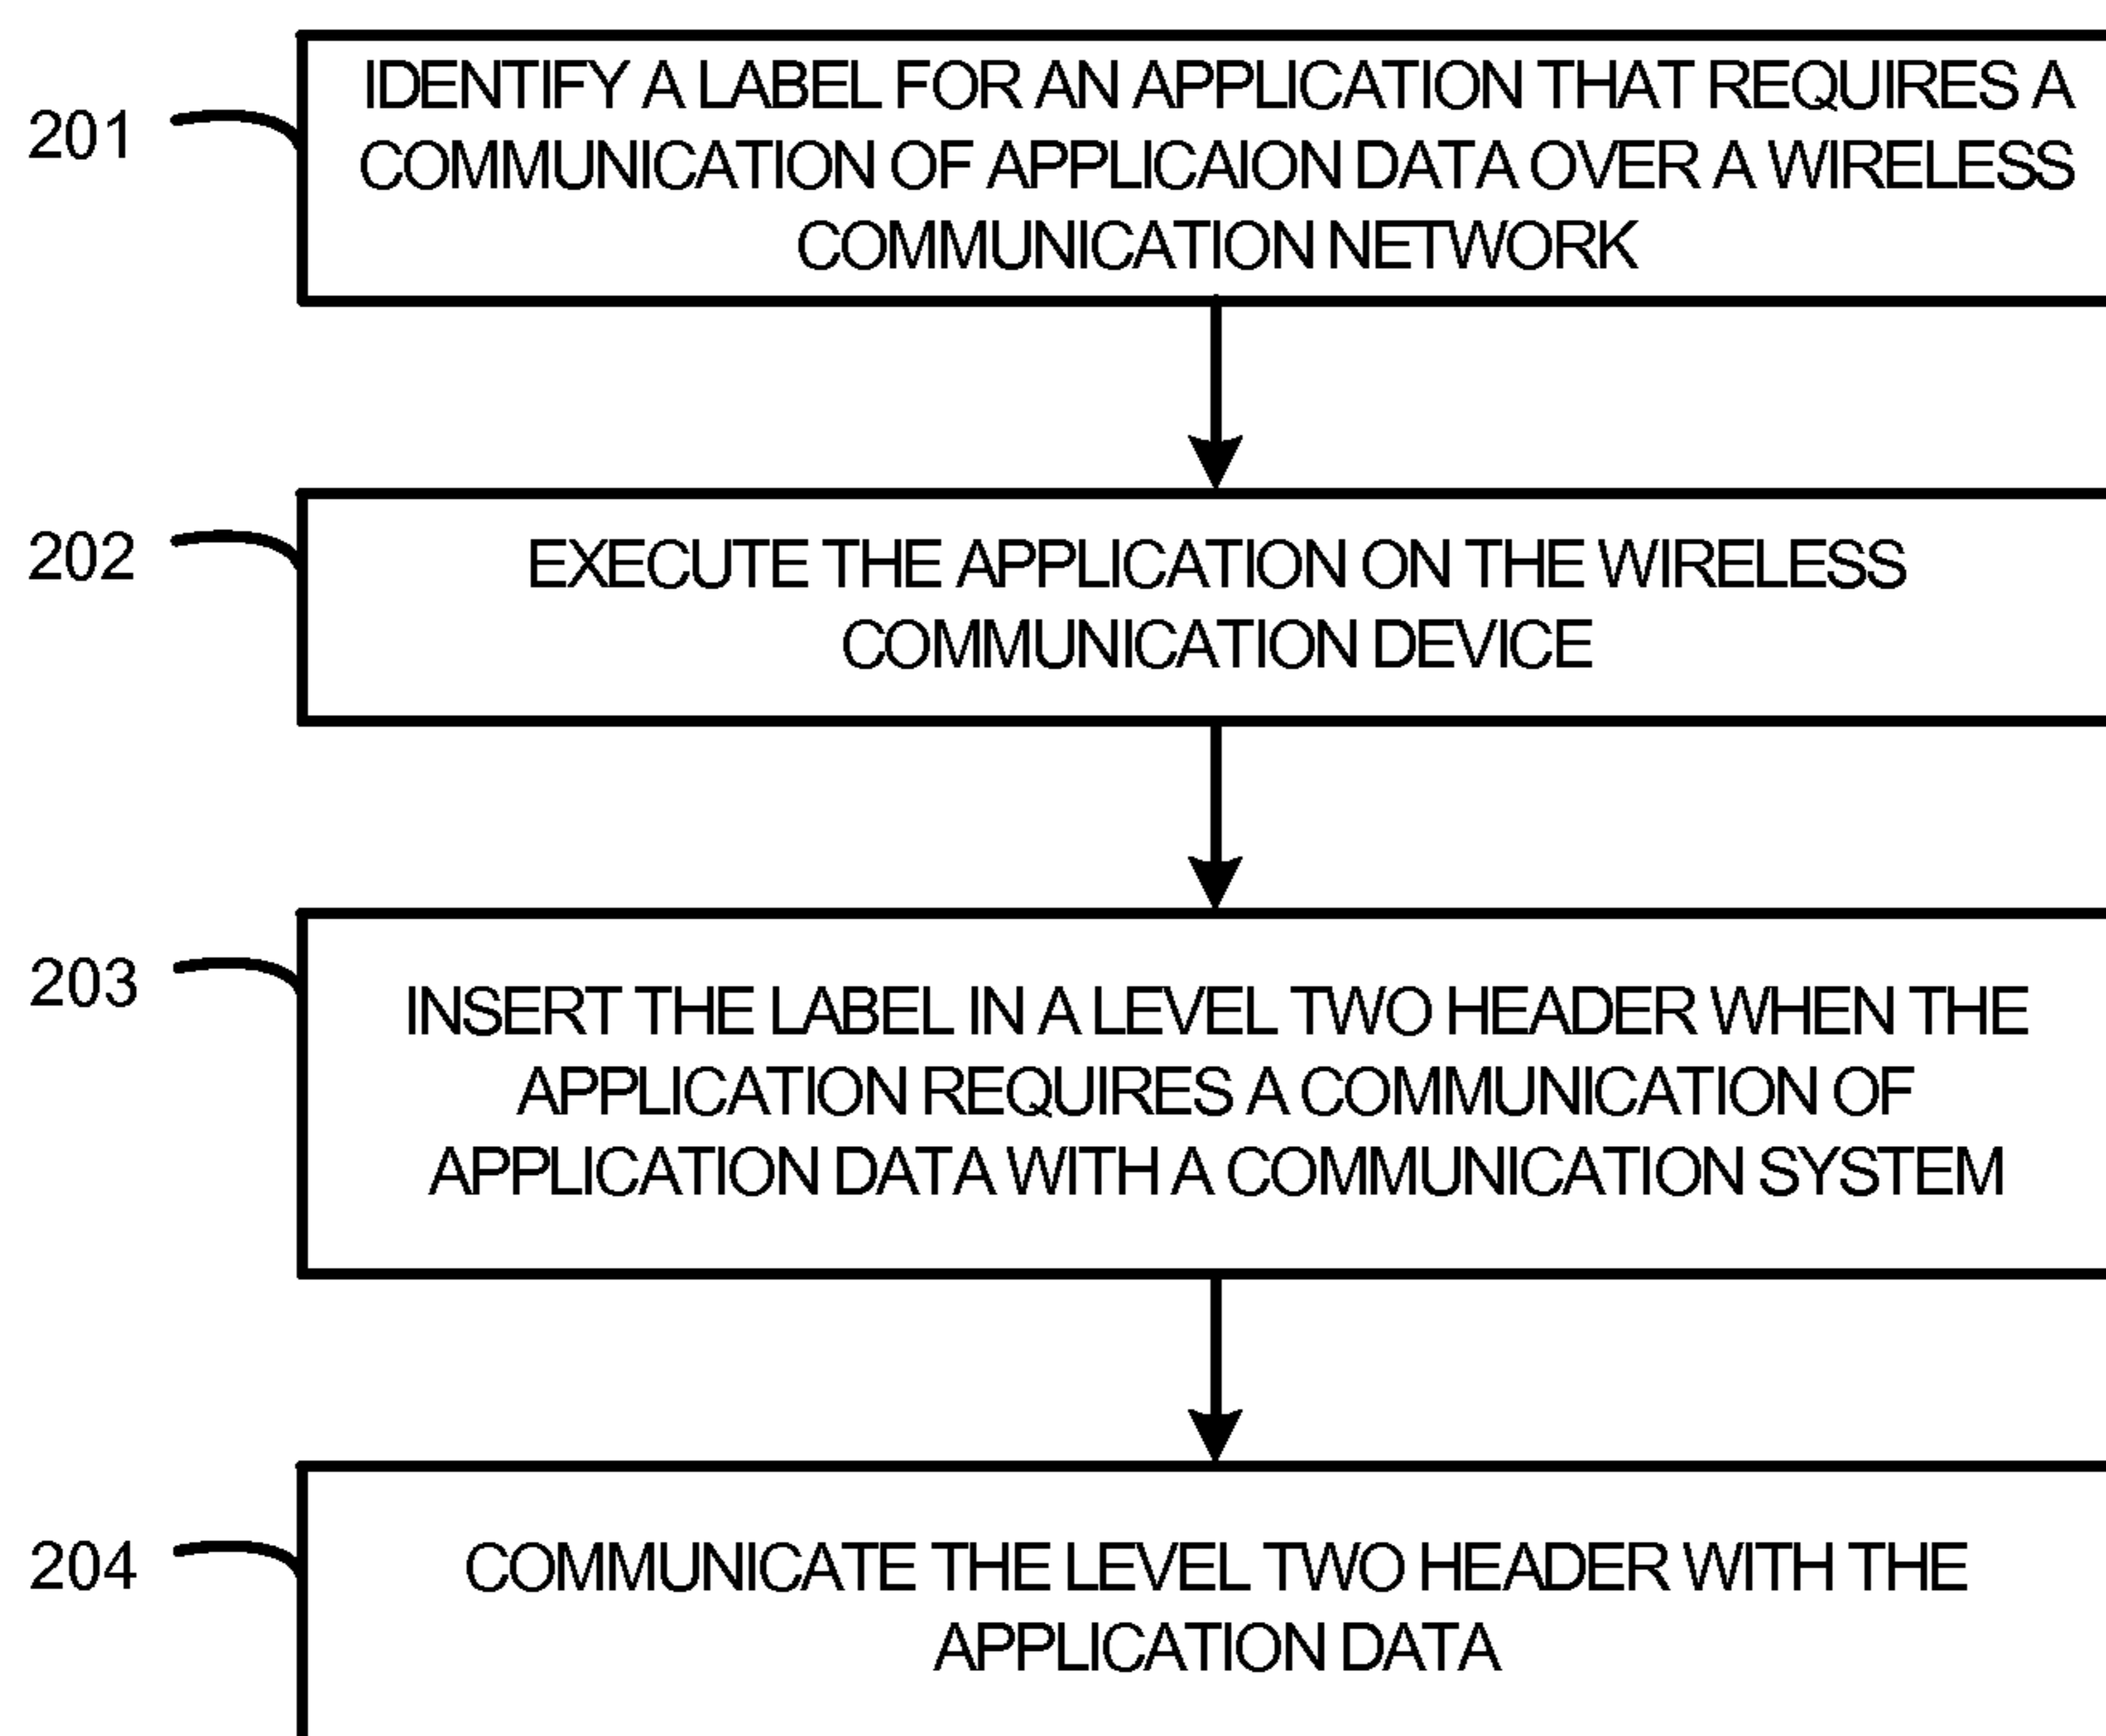 201
IDENTIFY A LABEL FOR AN APPLICATION THAT REQUIRES A
COMMUNICATION OF APPLICAION DATA OVER A WIRELESS
COMMUNICATION NETWORK
202
EXECUTE THE APPLICATION ON THE WIRELESS
COMMUNICATION DEVICE
203
INSERT THE LABEL IN A LEVEL TWO HEADER WHEN THE
APPLICATION REQUIRES A COMMUNICATION OF
APPLICATION DATA WITH A COMMUNICATION SYSTEM
204
COMMUNICATE THE LEVEL TWO HEADER WITH THE
APPLICATION DATA